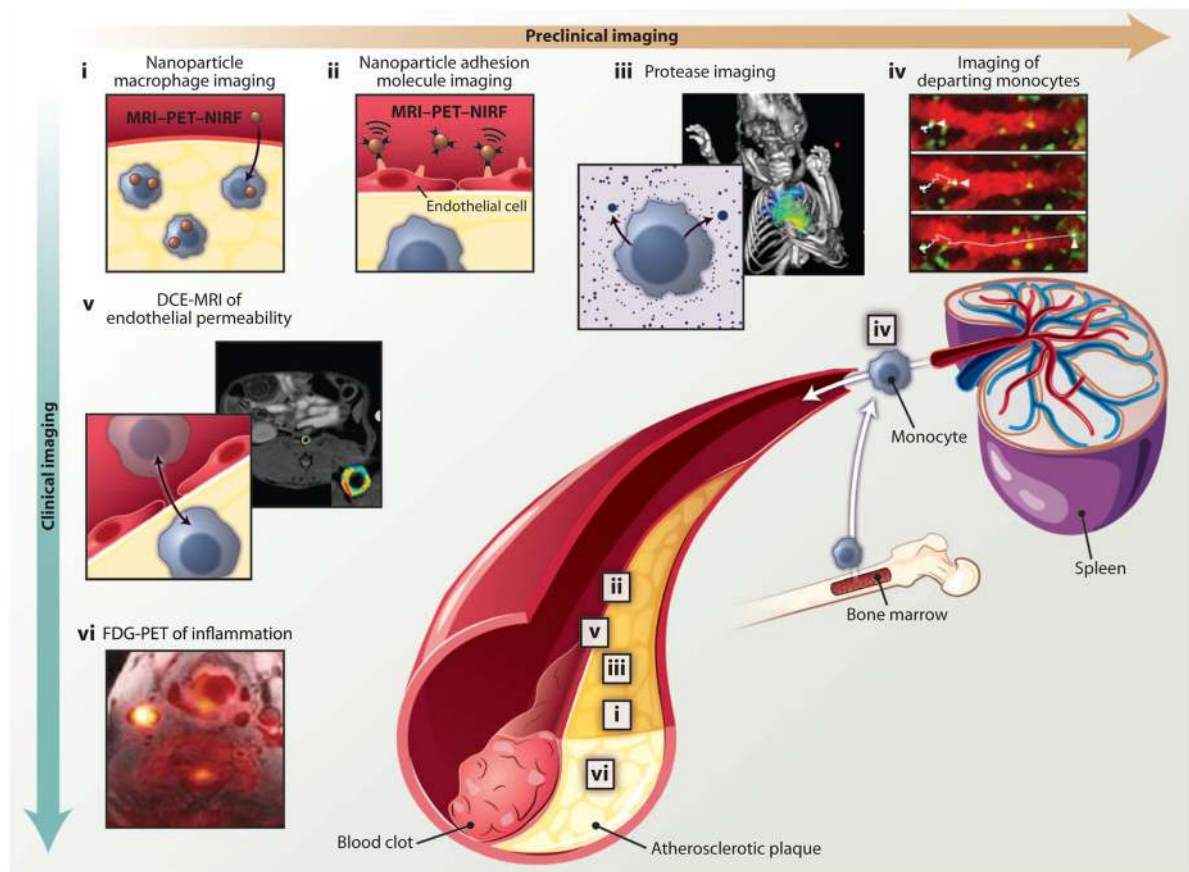 Preclinical imaging
i
Nanoparticle
macrophage imaging
MRI–PET–NIRF
ii
Nanoparticle adhesion
molecule imaging
MRI–PET–NIRF
Endothelial cell
iii Protease imaging
iv
Imaging of
departing monocytes
Clinical imaging
v
DCE-MRI of
endothelial permeability
iv
Monocyte
Spleen
Bone marrow
vi FDG-PET of inflammation
ii
v
iii
i
vi
Blood clot
Atherosclerotic plaque